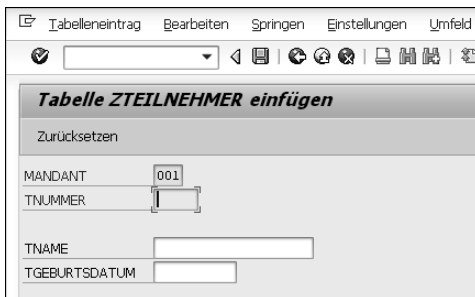 Tabelleneintrag Bearbeiten Springen Einstellungen Umfeld
Tabelle ZTEILNEHMER einfügen
Zurücksetzen
MANDANT 001
TNUMMER
TNAME
TGEBURTSDATUM